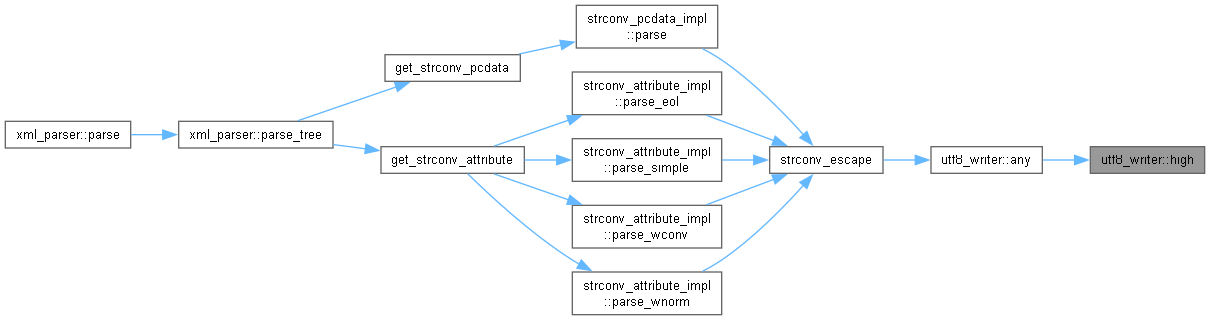 strconv_pcdata_impl
::parse
get_strconv_pcdata
strconv_attribute_impl
::parse_eol
xml_parser::parse
xml_parser::parse_tree
get_strconv_attribute
strconv_attribute_impl
::parse_simple
strconv_escape
utf8_writer::any
utf8_writer::high
strconv_attribute_impl
::parse_wconv
strconv_attribute_impl
::parse_wnorm